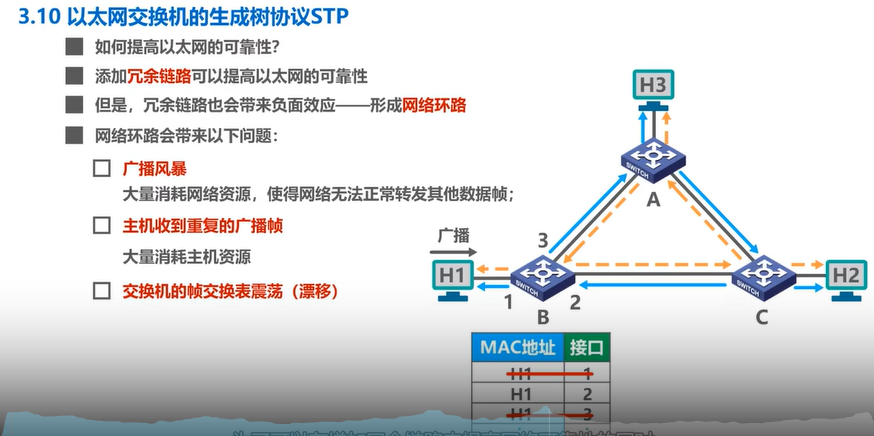 3.10 以太网交换机的生成树协议STP
如何提高以太网的可靠性？
添加冗余链路可以提高以太网的可靠性
但是，冗余链路也会带来负面效应——形成网络环路
网络环路会带来以下问题：
广播风暴
大量消耗网络资源，使得网络无法正常转发其他数据帧；
主机收到重复的广播帧
大量消耗主机资源
交换机的帧交换表震荡（漂移）
H3
SWITCH
A
3
广播
H1
SWITCH
SWITCH
H2
1
B
2
C
MAC地址 接口
H1 1
H1 2
H1 3